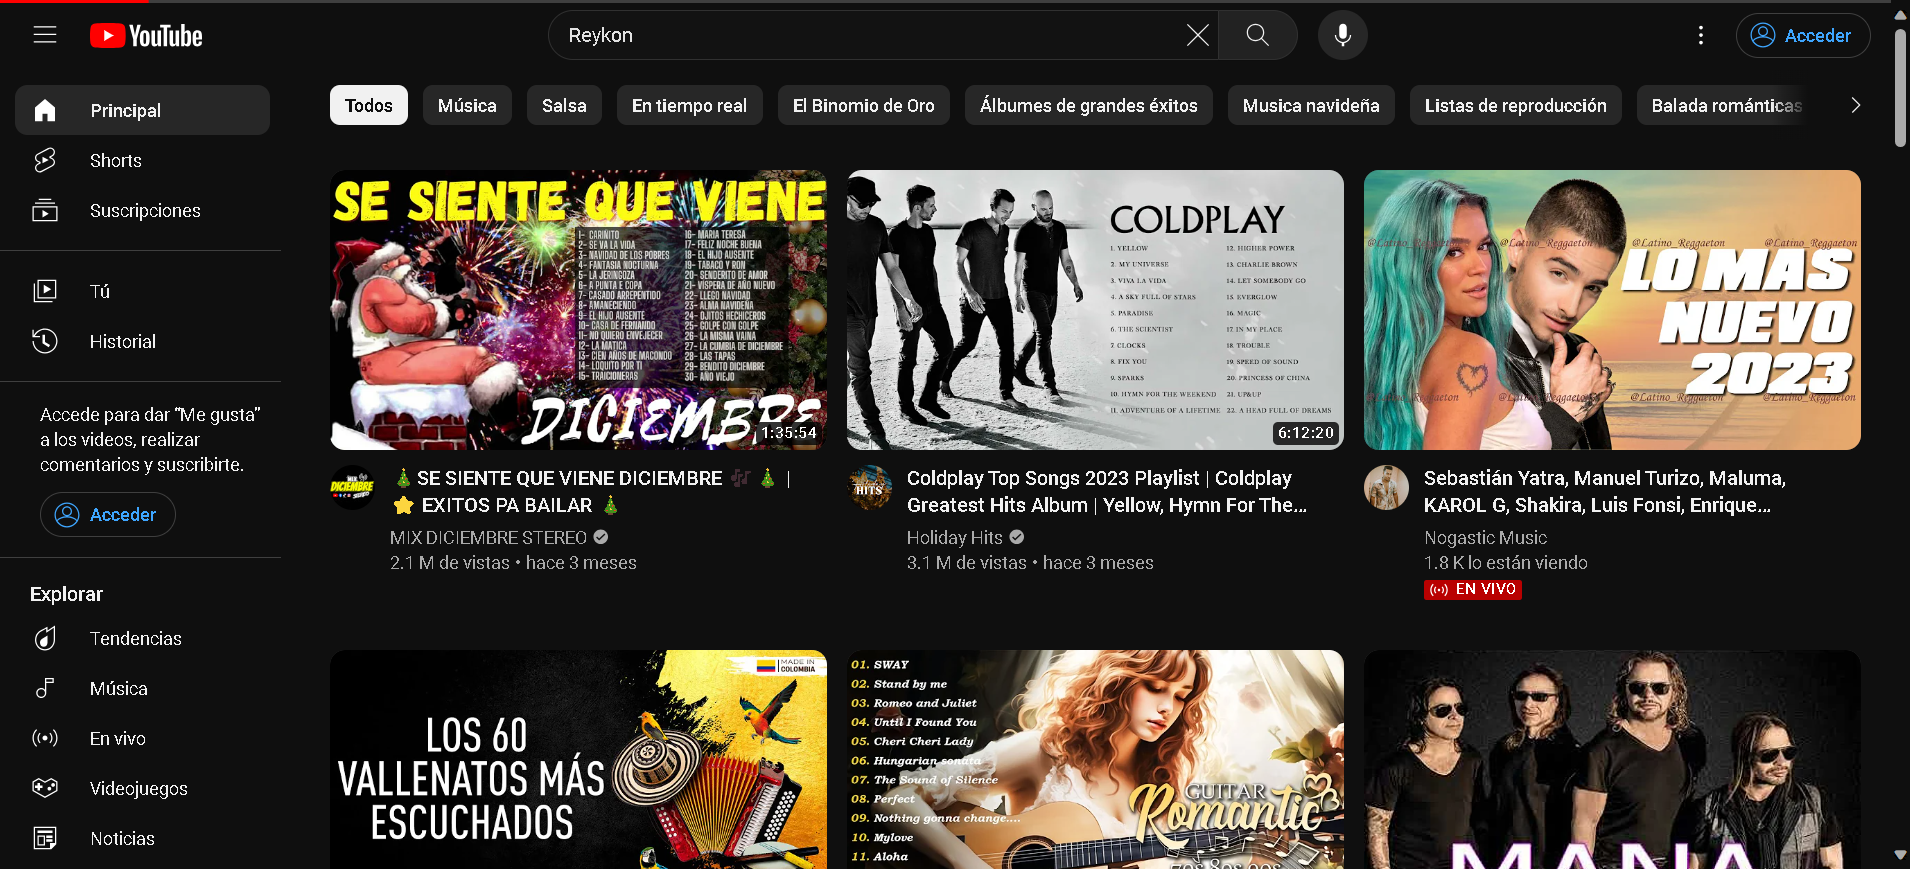 YouTube
Reykon
Acceder
Principal
Shorts
Suscripciones
Tú
Historial
Accede para dar “Me gusta”
a los videos, realizar
comentarios y suscribirte.
Acceder
Explorar
Tendencias
Música
En vivo
Videojuegos
Noticias
Todos
Música
Salsa
En tiempo real
El Binomio de Oro
Álbumes de grandes éxitos
Musica navideña
Listas de reproducción
Balada románticas
SE SIENTE QUE VIENE
1- CARINITO
2- SE VA LA VIDA
3- NAVIDAD DE LOS POBRES
4- FANTASIA NOCTURNA
5- LA JERINGOZA
6- A PUNTA E COPA
7- CASADO ARREPENTIDO
8- AMANECIENDO
9- EL HIJO AUSENTE
10- CASA DE FERNANDO
11- NO QUIERO ENVEJECER
12- LA MATICA
13- CIEN AÑOS DE MACONDO
14- LOQUITO POR TI
15- TRAICIONERAS
16- MARIA TERESA
17- FELIZ NOCHE BUENA
18- EL HIJO AUSENTE
19- TABACO Y RON
20- SENDERITO DE AMOR
21- VISPERA DE AÑO NUEVO
22- LLEGO NAVIDAD
23- ALMA NAVIDEÑA
24- OJITOS HECHICEROS
25- GOLPE CON GOLPE
26- LA MISMA VAINA
27- LA CUMBIA DE DICIEMBRE
28- LAS TAPAS
29- BENDITO DICIEMBRE
30- AÑO VIEJO
DICIEMBRE
1:35:54
MIX
DICIEMBRE
STEREO
🎄 SE SIENTE QUE VIENE DICIEMBRE 🎶 🎄 |
⭐ EXITOS PA BAILAR 🎄
MIX DICIEMBRE STEREO
2.1 M de vistas • hace 3 meses
COLDPLAY
1. YELLOW
2. MY UNIVERSE
3. VIVA LA VIDA
4. A SKY FULL OF STARS
5. PARADISE
6. THE SCIENTIST
7. CLOCKS
8. FIX YOU
9. SPARKS
10. HYMN FOR THE WEEKEND
11. ADVENTURE OF A LIFETIME
12. HIGHER POWER
13. CHARLIE BROWN
14. LET SOMEBODY GO
15. EVERGLOW
16. MAGIC
17. IN MY PLACE
18. TROUBLE
19. SPEED OF SOUND
20. PRINCESS OF CHINA
21. UP&UP
22. A HEAD FULL OF DREAMS
6:12:20
HITS
Coldplay Top Songs 2023 Playlist | Coldplay
Greatest Hits Album | Yellow, Hymn For The...
Holiday Hits
3.1 M de vistas • hace 3 meses
@Latino_Reggaeton @Latino_Reggaeton @Latino_Reggaeton @Latino_Reggaeton
LO MAS
NUEVO
2023
@Latino_Reggaeton @Latino_Reggaeton @Latino_Reggaeton
Sebastián Yatra, Manuel Turizo, Maluma,
KAROL G, Shakira, Luis Fonsi, Enrique...
Nogastic Music
1.8 K lo están viendo
EN VIVO
MADE IN
COLOMBIA
LOS 60
VALLENATOS MÁS
ESCUCHADOS
01. SWAY
02. Stand by me
03. Romeo and Juliet
04. Until I Found You
05. Cheri Cheri Lady
06. Hungarian sonata
07. The Sound of Silence
08. Perfect
09. Nothing gonna change....
10. Mylove
11. Aloha
GUITAR
Romantic
70s 80s 90s
MANA